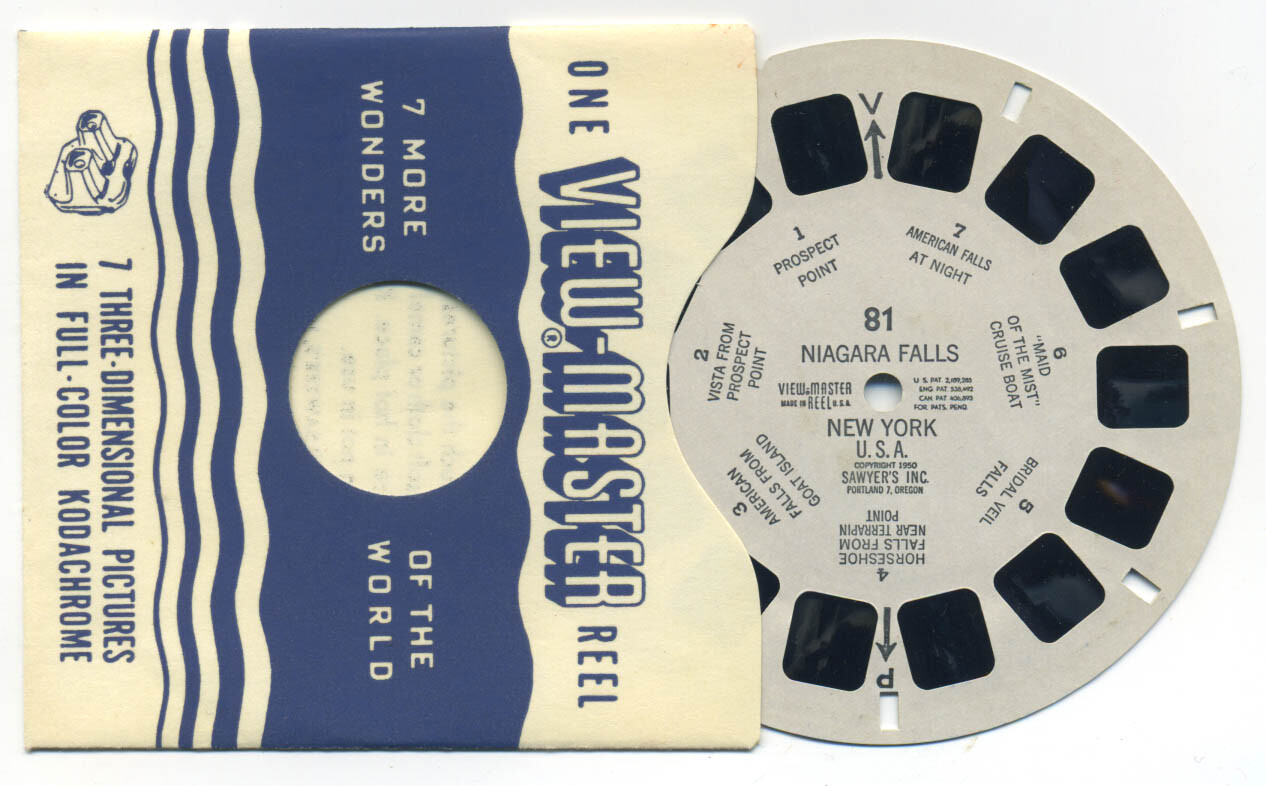 ONE VIEW-MASTER® REEL
7 MORE
WONDERS
OF THE
WORLD
7 THREE-DIMENSIONAL PICTURES
IN FULL-COLOR KODACHROME
V
1
PROSPECT
POINT
7
AMERICAN FALLS
AT NIGHT
2
VISTA FROM
PROSPECT
POINT
81
NIAGARA FALLS
VIEW-MASTER
MADE IN REEL U.S.A.
U.S. PAT. 2,189,285
ENG. PAT. 538,492
CAN. PAT. 406,893
FOR. PATS. PEND.
NEW YORK
U.S.A.
COPYRIGHT 1950
SAWYER'S INC.
PORTLAND 7, OREGON
6
"MAID
OF THE MIST"
CRUISE BOAT
3
AMERICAN
FALLS FROM
GOAT ISLAND
5
BRIDAL VEIL
FALLS
4
HORSESHOE
FALLS FROM
NEAR TERRAPIN
POINT
P